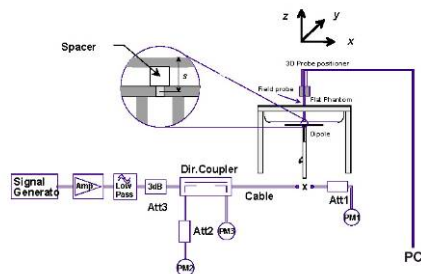 z
y
x
Spacer
s
3D Probe positioner
Field probe
Flat Phantom
Dipole
Dir.Coupler
Signal
Generato
Amp
Low
Pass
3dB
Att3
Cable
x
Att1
PM1
Att2
PM3
PM2
PC